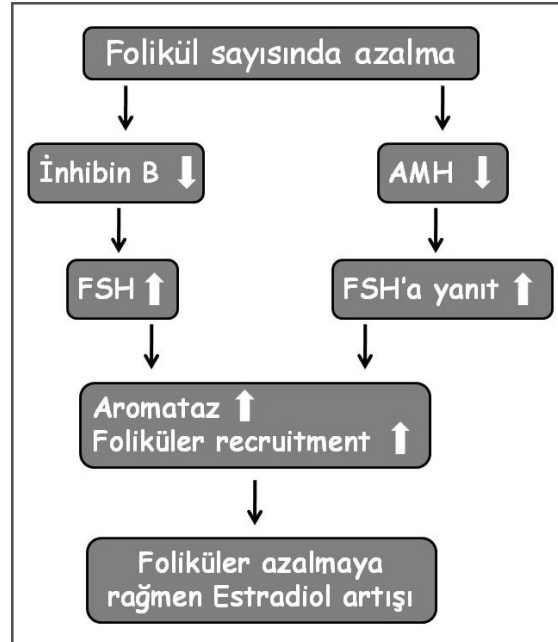 Folikül sayısında azalma
İnhibin B ⬇
AMH ⬇
FSH ⬆
FSH'a yanıt ⬆
Aromataz ⬆
Foliküler recruitment ⬆
Foliküler azalmaya
rağmen Estradiol artışı